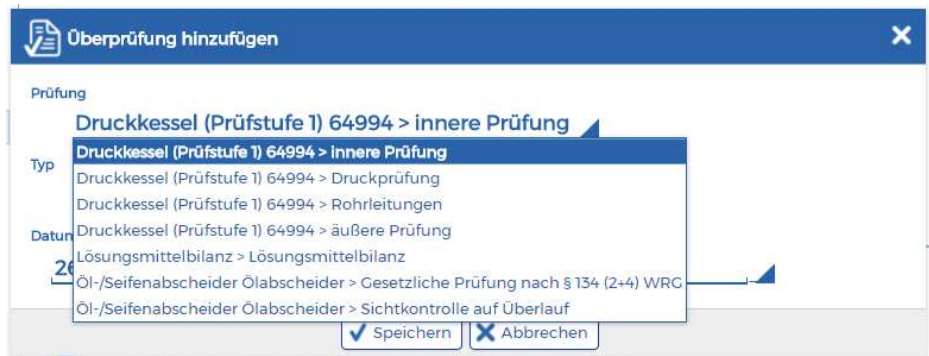 Überprüfung hinzufügen
Prüfung
Druckkessel (Prüfstufe 1) 64994 > innere Prüfung
Druckkessel (Prüfstufe 1) 64994 > innere Prüfung
Typ
Druckkessel (Prüfstufe 1) 64994 > Druckprüfung
Druckkessel (Prüfstufe 1) 64994 > Rohrleitungen
Druckkessel (Prüfstufe 1) 64994 > äußere Prüfung
Lösungsmittelbilanz > Lösungsmittelbilanz
Öl-/Seifenabscheider Ölabscheider > Gesetzliche Prüfung nach § 134 (2+4) WRG
Öl-/Seifenabscheider Ölabscheider > Sichtkontrolle auf Überlauf
Speichern Abbrechen